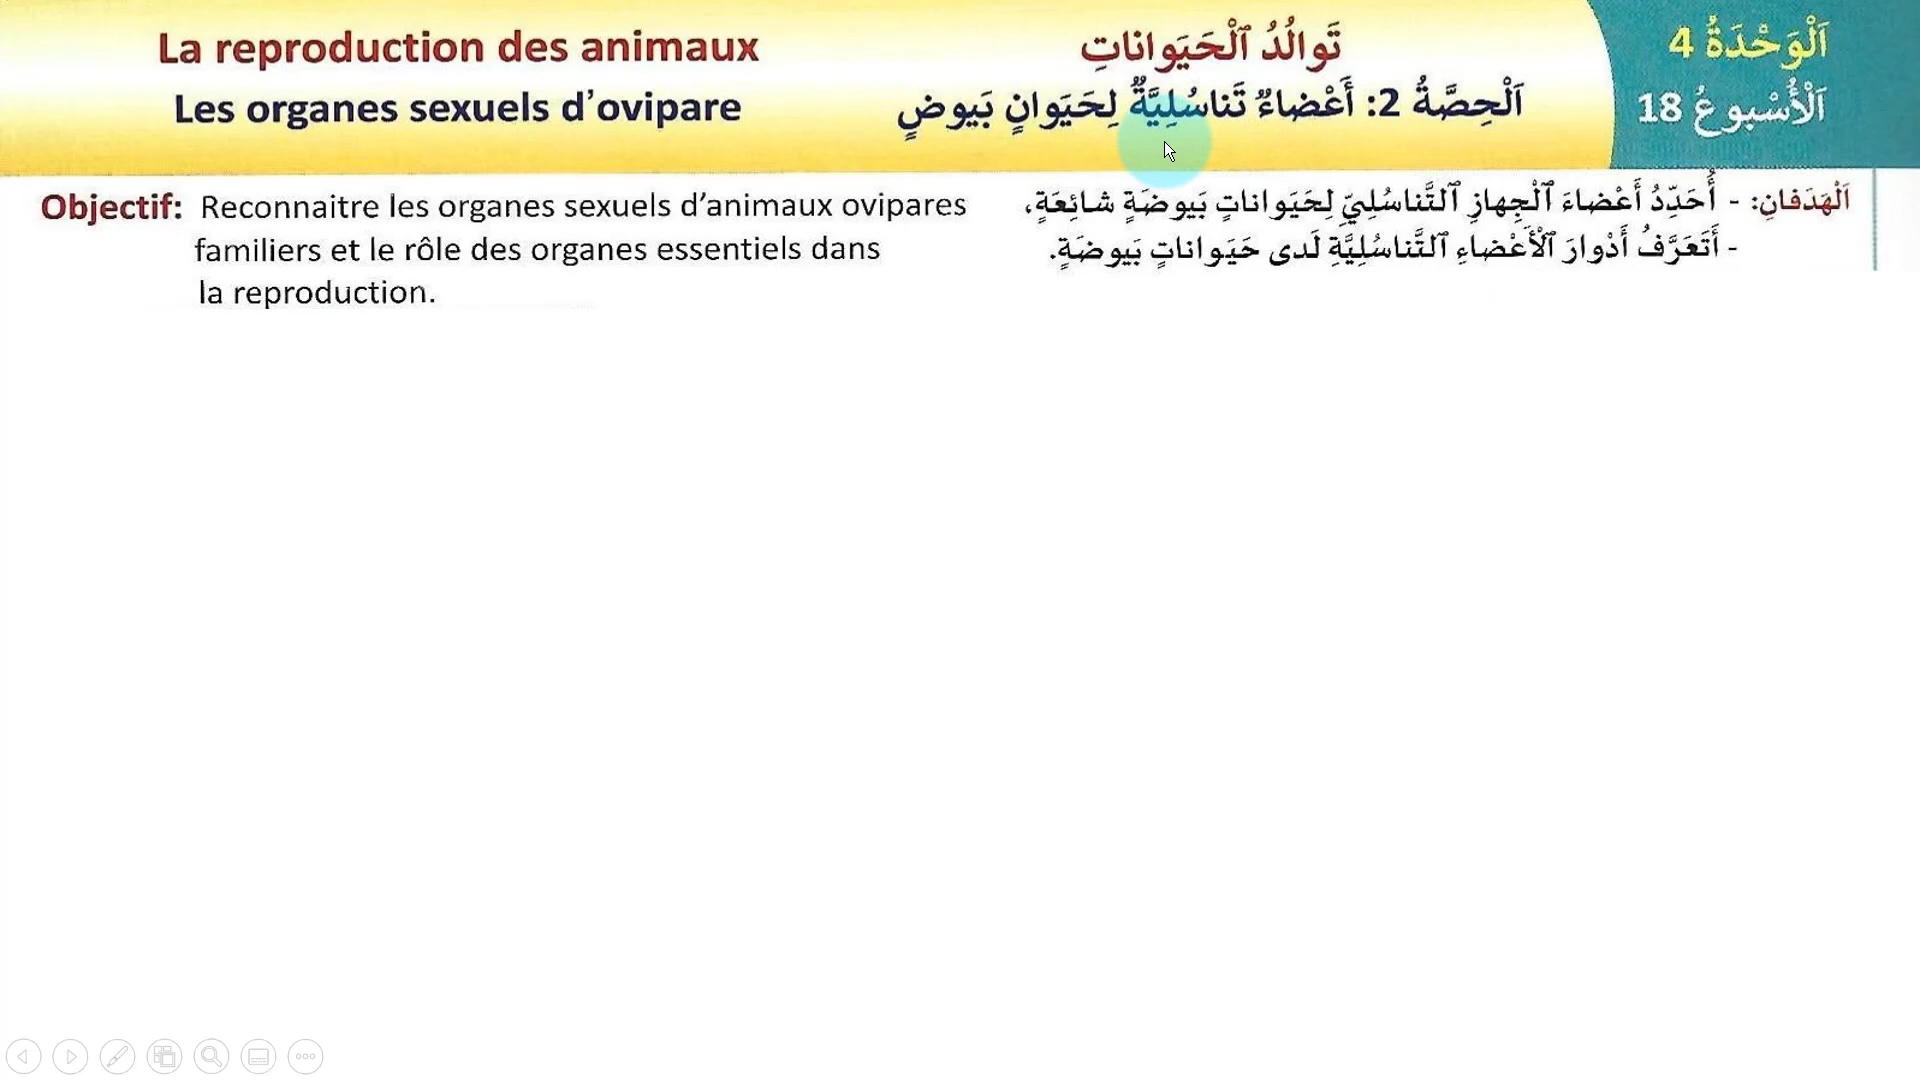 La reproduction des animaux
Les organes sexuels d'ovipare
تَوالُدُ ٱلْحَيَواناتِ
اَلْحِصَّةُ 2: أَعْضاءٌ تَناسُلِيَّةٌ لِحَيَوانٍ بَيوضٍ
اَلْوَحْدَةُ 4
اَلْأُسْبوعُ 18
Objectif: Reconnaitre les organes sexuels d'animaux ovipares
familiers et le rôle des organes essentiels dans
la reproduction.
اَلْهَدَفانِ: - أُحَدِّدُ أَعْضاءَ ٱلْجِهازِ ٱلتَّناسُلِيِّ لِحَيَواناتٍ بَيوضَةٍ شائِعَةٍ،
- أَتَعَرَّفُ أَدْوارَ ٱلْأَعْضاءِ ٱلتَّناسُلِيَّةِ لَدى حَيَواناتٍ بَيوضَةٍ.